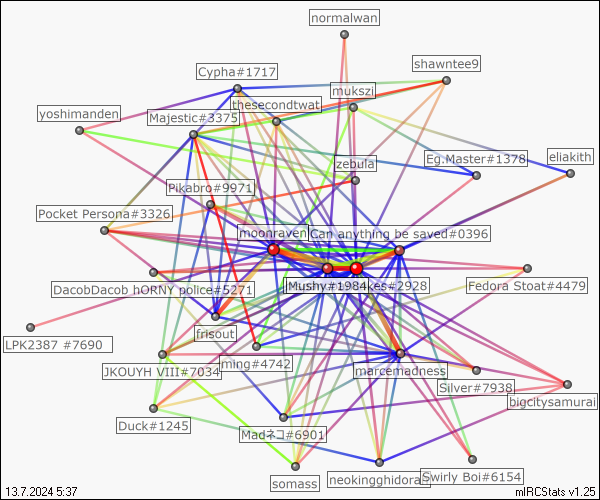 normalwan
shawntee9
Cypha#1717
mukszi
thesecondtwat
yoshimanden
Majestic#3375
Eg.Master#1378
eliakith
zebula
Pikabro#9971
Pocket Persona#3326
moonraven
Can anything be saved#0396
DacobDacob hORNY police#5271
Mushy.#1984
kes#2928
Fedora Stoat#4479
frisout
LPK2387 #7690
JKOUYH VIII#7034
ming#4742
marcemadness
Silver#7938
bigcitysamurai
Duck#1245
Madネコ#6901
somass
neokingghidora
Swirly Boi#6154
13.7.2024 5:37
mIRCStats v1.25